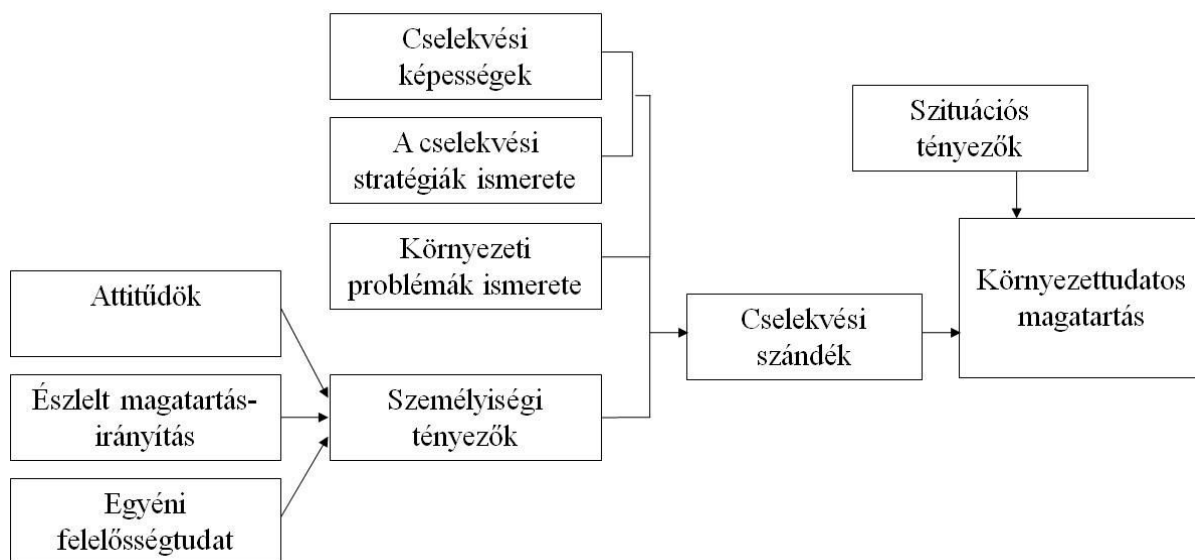 Cselekvési
képességek
A cselekvési
stratégiák ismerete
Környezeti
problémák ismerete
Attitűdök
Észlelt magatartás-
irányítás
Egyéni
felelősségtudat
Személyiségi
tényezők
Cselekvési
szándék
Szituációs
tényezők
Környezettudatos
magatartás